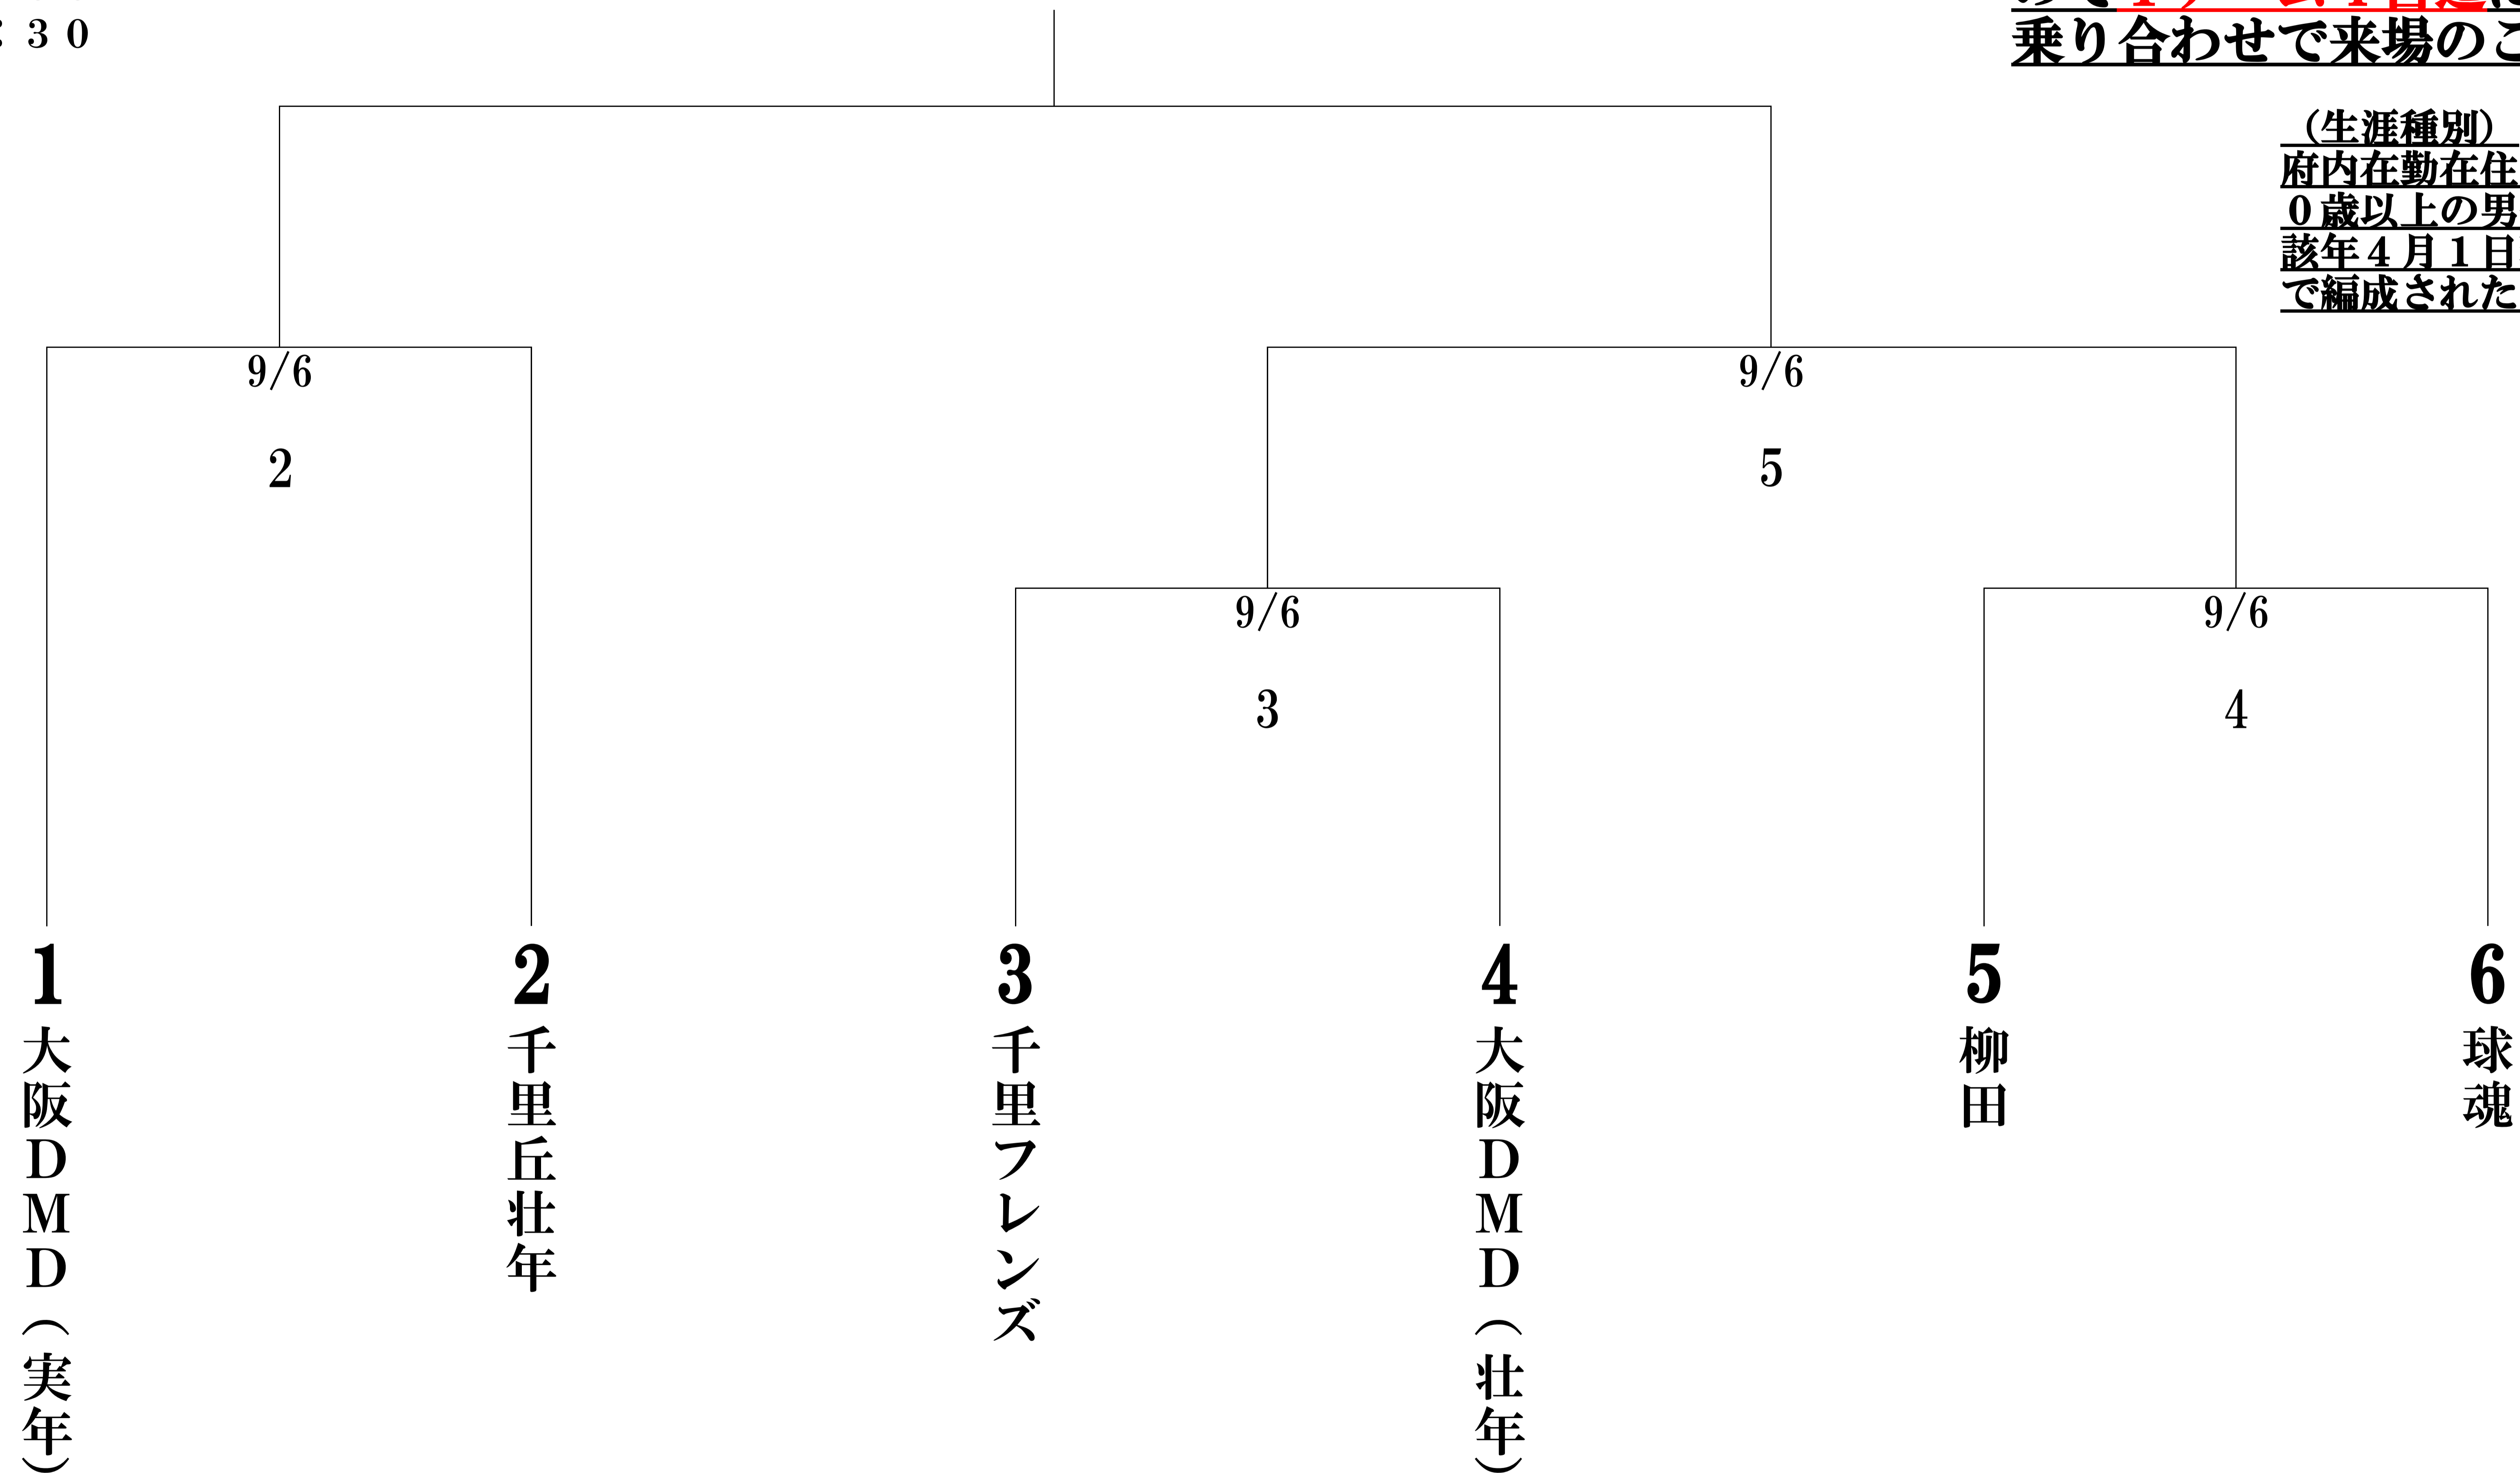 ：３０
乗り合わせで来場のこ
（生涯種別）
府内在勤在住
０歳以上の男
該年４月１日
で編成された
9/6
9/6
2
5
9/6
9/6
3
4
1
2
3
4
5
6
大阪ＤＭＤ（実年）
千里丘壮年
千里フレンズ
大阪ＤＭＤ（壮年）
柳田
球魂